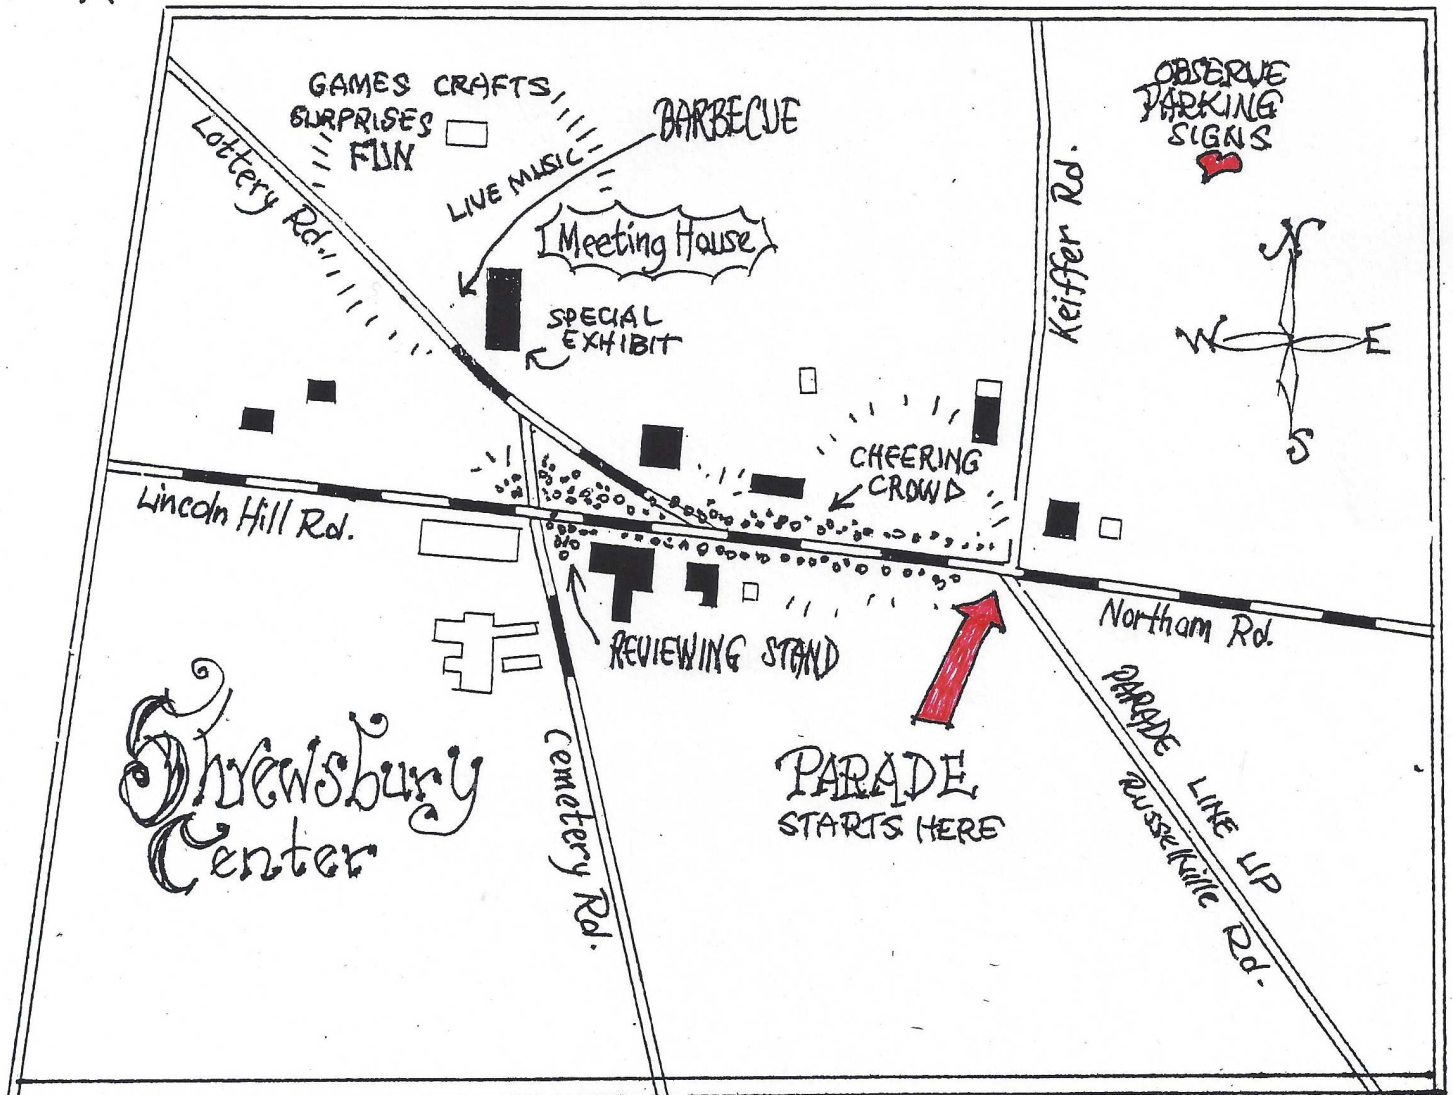 GAMES CRAFTS
SURPRISES
FUN
BARBECUE
OBSERVE
PARKING
SIGNS
Lottery Rd.
LIVE MUSIC
Meeting House
Keiffer Rd.
N
W E
S
SPECIAL
EXHIBIT
CHEERING
CROWD
Lincoln Hill Rd.
Northam Rd.
REVIEWING STAND
Shrewsbury
Center
Cemetery Rd.
PARADE
STARTS HERE
PARADE LINE UP
Russellville Rd.